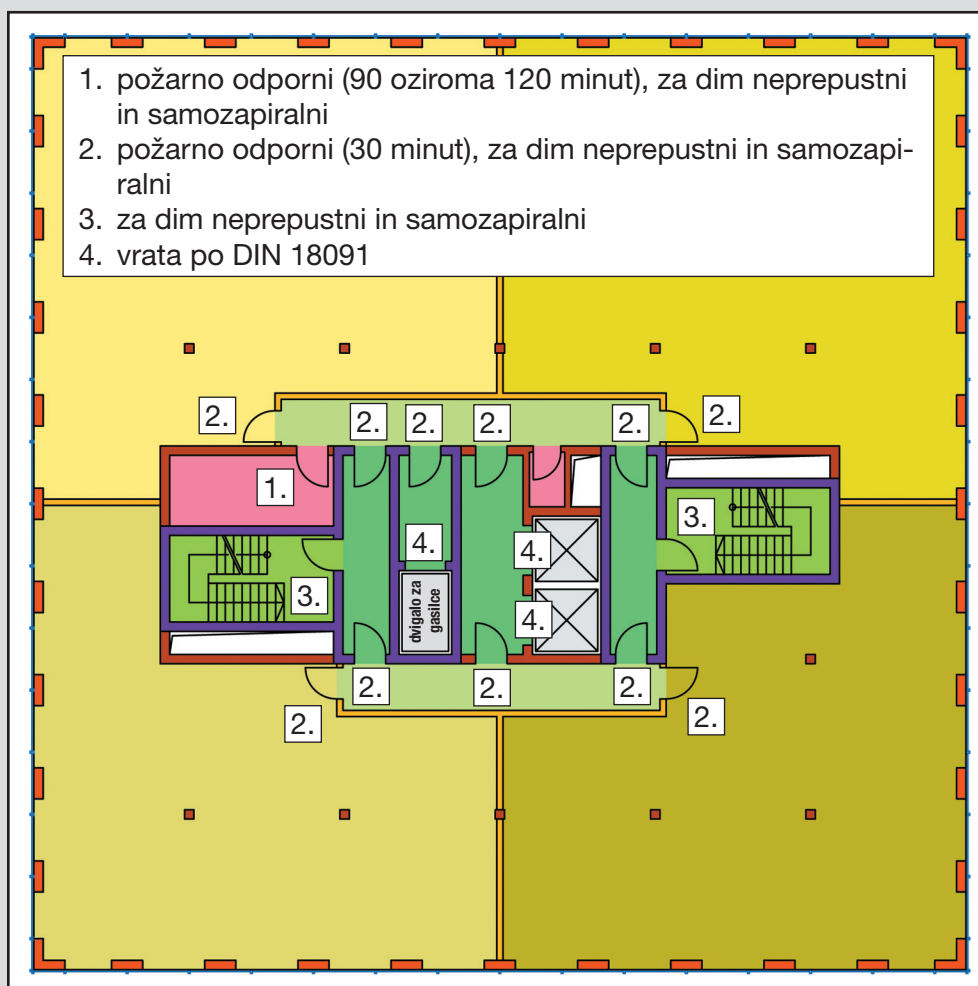 1. požarno odporni (90 oziroma 120 minut), za dim neprepustni
in samozapiralni
2. požarno odporni (30 minut), za dim neprepustni in samozapi-
ralni
3. za dim neprepustni in samozapiralni
4. vrata po DIN 18091
2. 2. 2. 2. 2. 2.
1. 3.
4. 4.
3. dvigalo za
gasilce 4.
2. 2. 2.
2. 2.